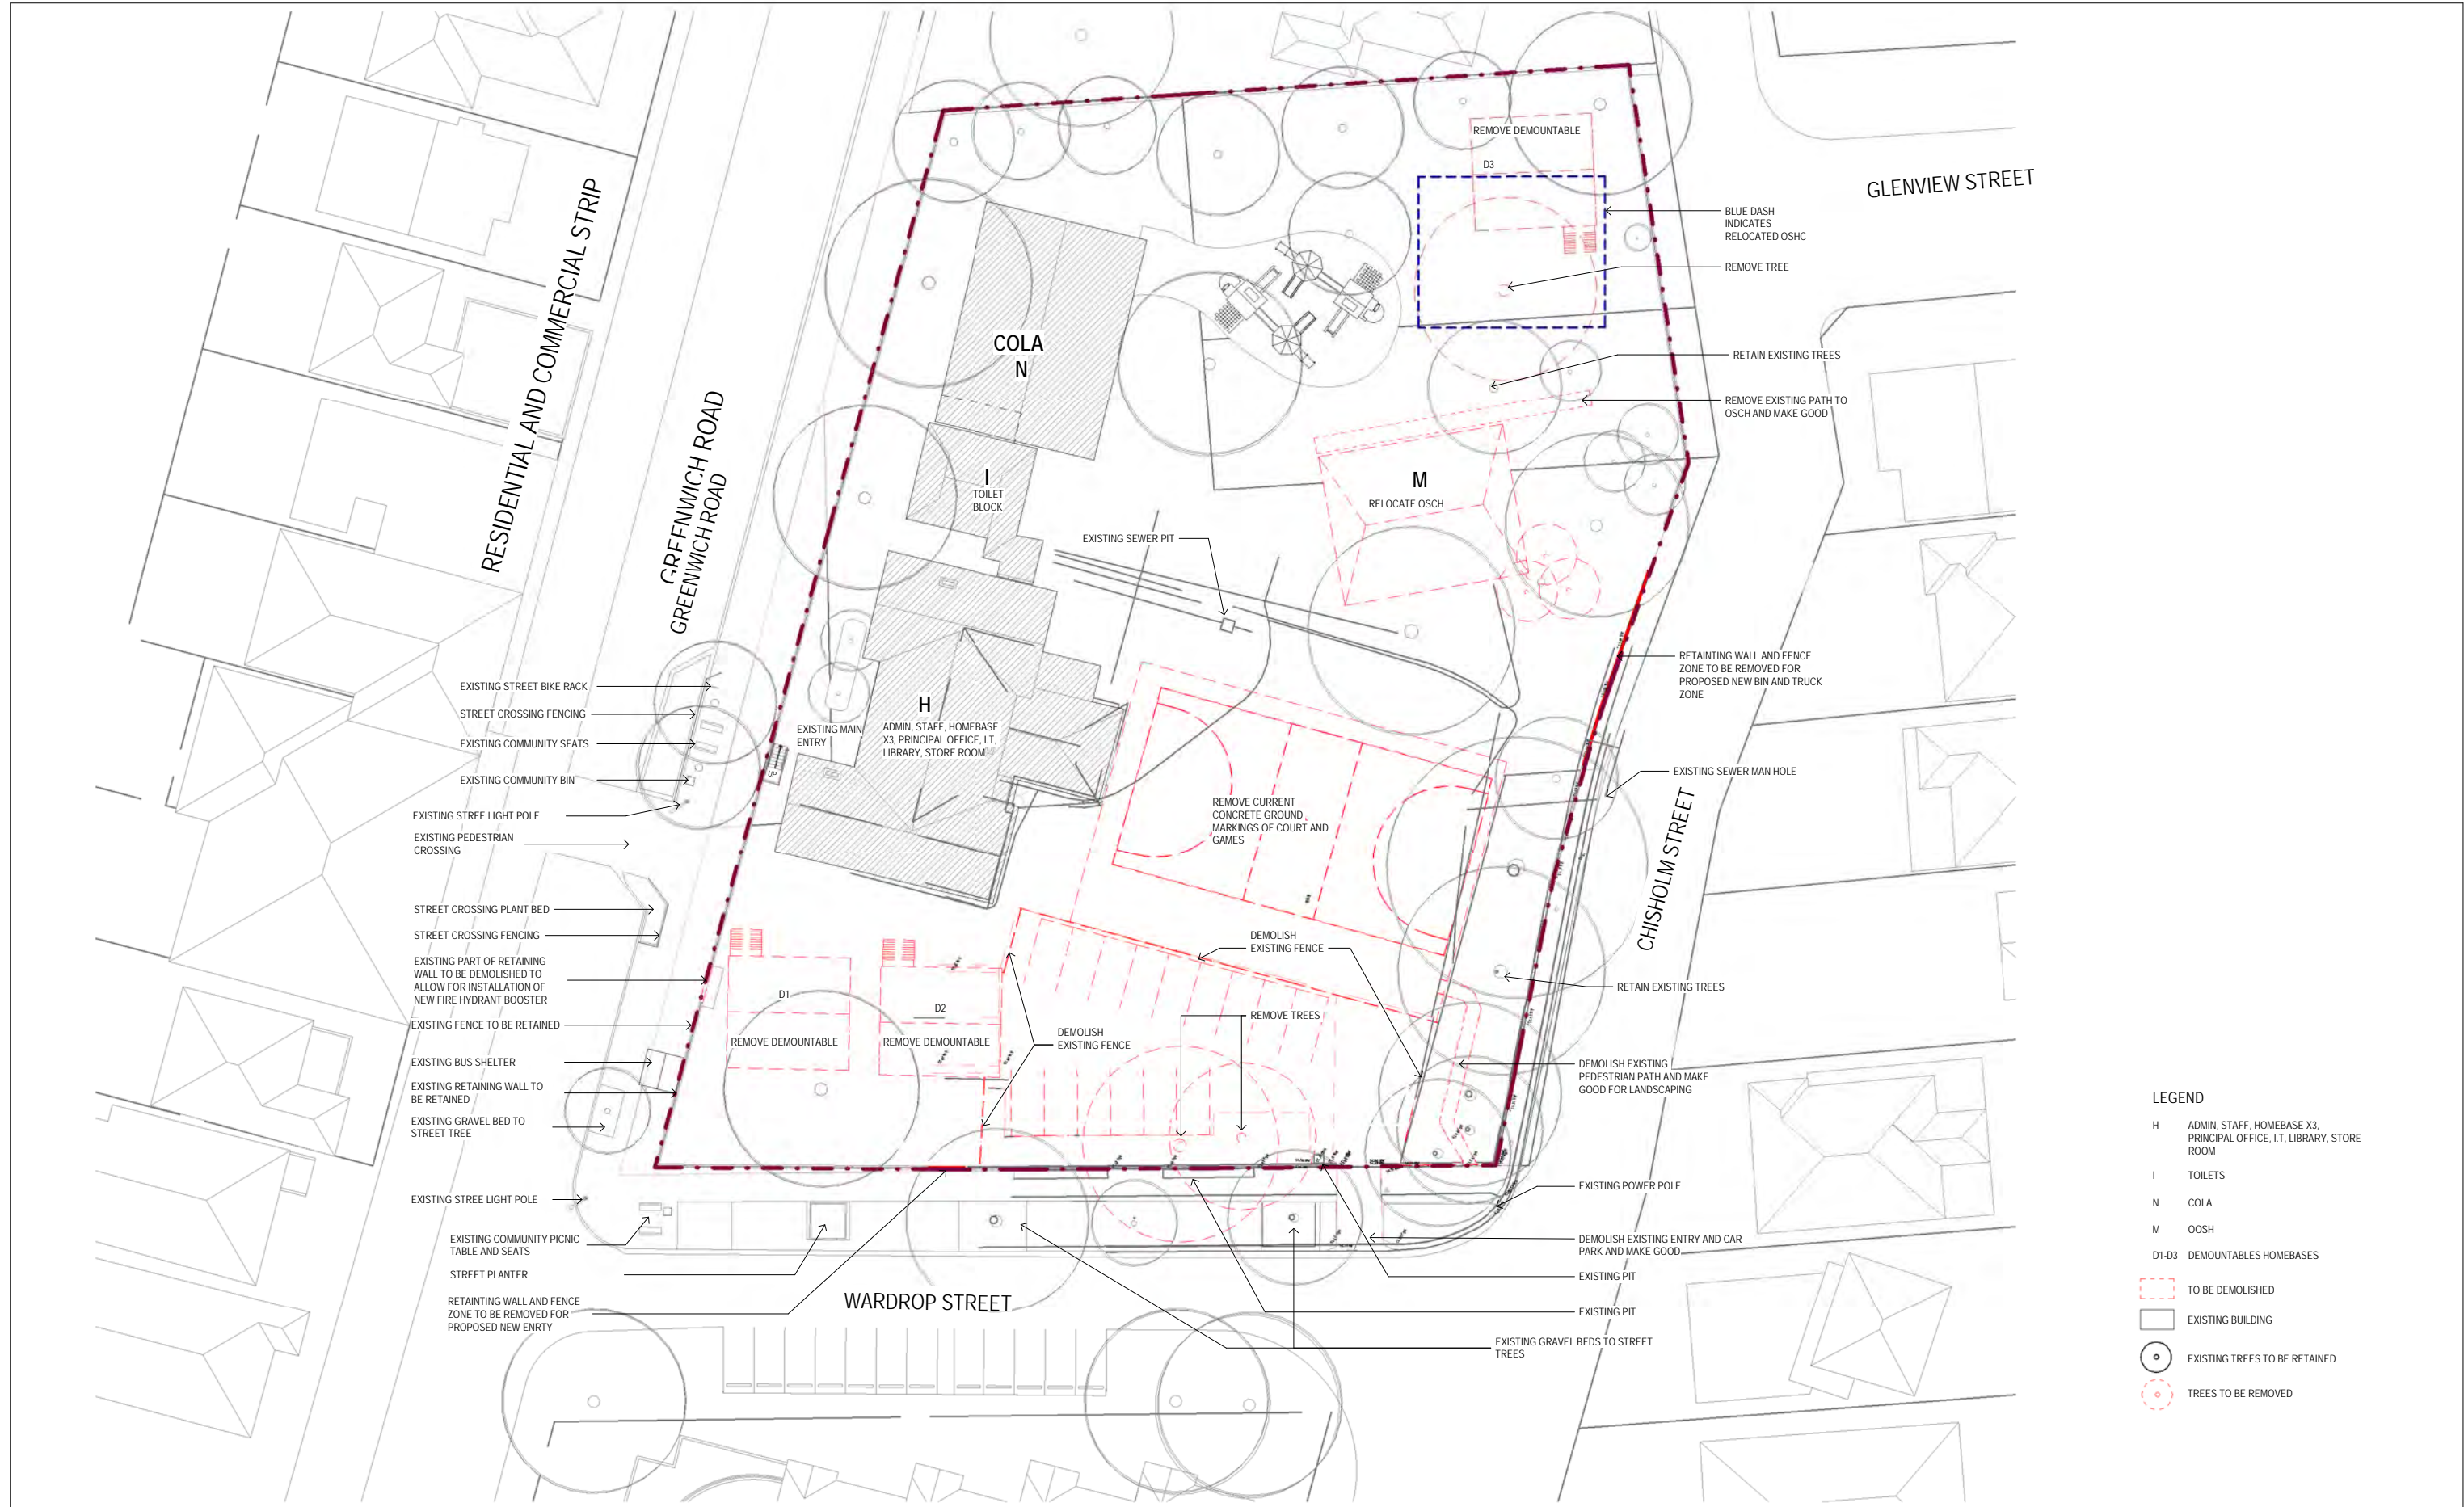 RESIDENTIAL AND COMMERCIAL STRIP
GREENWICH ROAD
GREENWICH ROAD
GLENVIEW STREET
CHISHOLM STREET
WARDROP STREET
REMOVE DEMOUNTABLE
D3
BLUE DASH
INDICATES
RELOCATED OSHC
REMOVE TREE
RETAIN EXISTING TREES
REMOVE EXISTING PATH TO
OSCH AND MAKE GOOD
COLA
N
I
TOILET
BLOCK
M
RELOCATE OSCH
EXISTING SEWER PIT
RETAINTING WALL AND FENCE
ZONE TO BE REMOVED FOR
PROPOSED NEW BIN AND TRUCK
ZONE
EXISTING SEWER MAN HOLE
EXISTING STREET BIKE RACK
STREET CROSSING FENCING
EXISTING COMMUNITY SEATS
EXISTING COMMUNITY BIN
EXISTING STREE LIGHT POLE
EXISTING PEDESTRIAN
CROSSING
EXISTING MAIN
ENTRY
UP
H
ADMIN, STAFF, HOMEBASE
X3, PRINCIPAL OFFICE, I.T,
LIBRARY, STORE ROOM
REMOVE CURRENT
CONCRETE GROUND
MARKINGS OF COURT AND
GAMES
STREET CROSSING PLANT BED
STREET CROSSING FENCING
EXISTING PART OF RETAINING
WALL TO BE DEMOLISHED TO
ALLOW FOR INSTALLATION OF
NEW FIRE HYDRANT BOOSTER
EXISTING FENCE TO BE RETAINED
EXISTING BUS SHELTER
EXISTING RETAINING WALL TO
BE RETAINED
EXISTING GRAVEL BED TO
STREET TREE
EXISTING STREE LIGHT POLE
EXISTING COMMUNITY PICNIC
TABLE AND SEATS
STREET PLANTER
RETAINTING WALL AND FENCE
ZONE TO BE REMOVED FOR
PROPOSED NEW ENRTY
D1
REMOVE DEMOUNTABLE
D2
REMOVE DEMOUNTABLE
DEMOLISH
EXISTING FENCE
DEMOLISH
EXISTING FENCE
REMOVE TREES
RETAIN EXISTING TREES
DEMOLISH EXISTING
PEDESTRIAN PATH AND MAKE
GOOD FOR LANDSCAPING
EXISTING POWER POLE
DEMOLISH EXISTING ENTRY AND CAR
PARK AND MAKE GOOD
EXISTING PIT
EXISTING PIT
EXISTING GRAVEL BEDS TO STREET
TREES
LEGEND
H ADMIN, STAFF, HOMEBASE X3,
PRINCIPAL OFFICE, I.T, LIBRARY, STORE
ROOM
I TOILETS
N COLA
M OOSH
D1-D3 DEMOUNTABLES HOMEBASES
TO BE DEMOLISHED
EXISTING BUILDING
EXISTING TREES TO BE RETAINED
TREES TO BE REMOVED